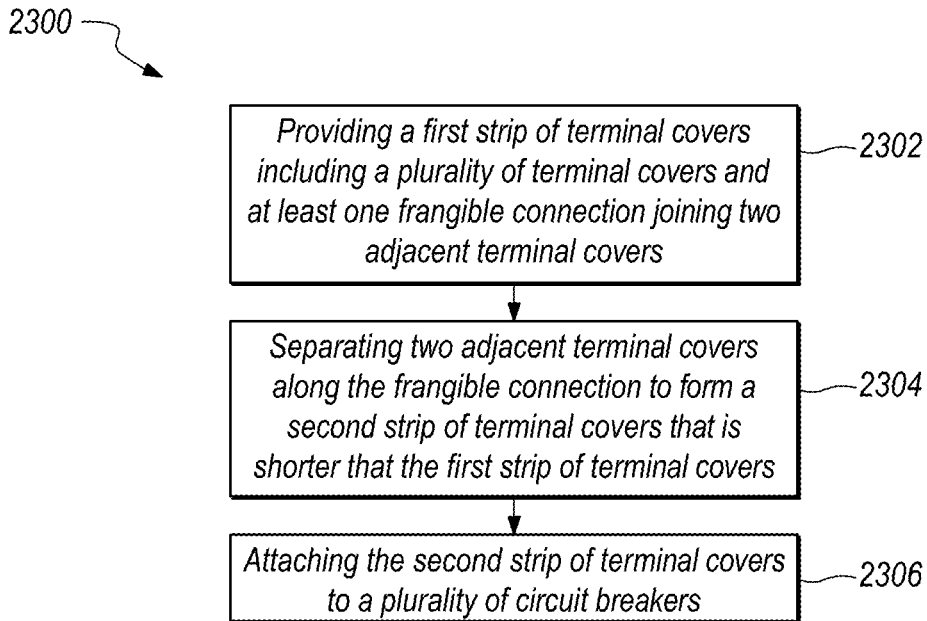 2300
Providing a first strip of terminal covers
including a plurality of terminal covers and
at least one frangible connection joining two
adjacent terminal covers
2302
Separating two adjacent terminal covers
along the frangible connection to form a
second strip of terminal covers that is
shorter that the first strip of terminal covers
2304
Attaching the second strip of terminal covers
to a plurality of circuit breakers
2306